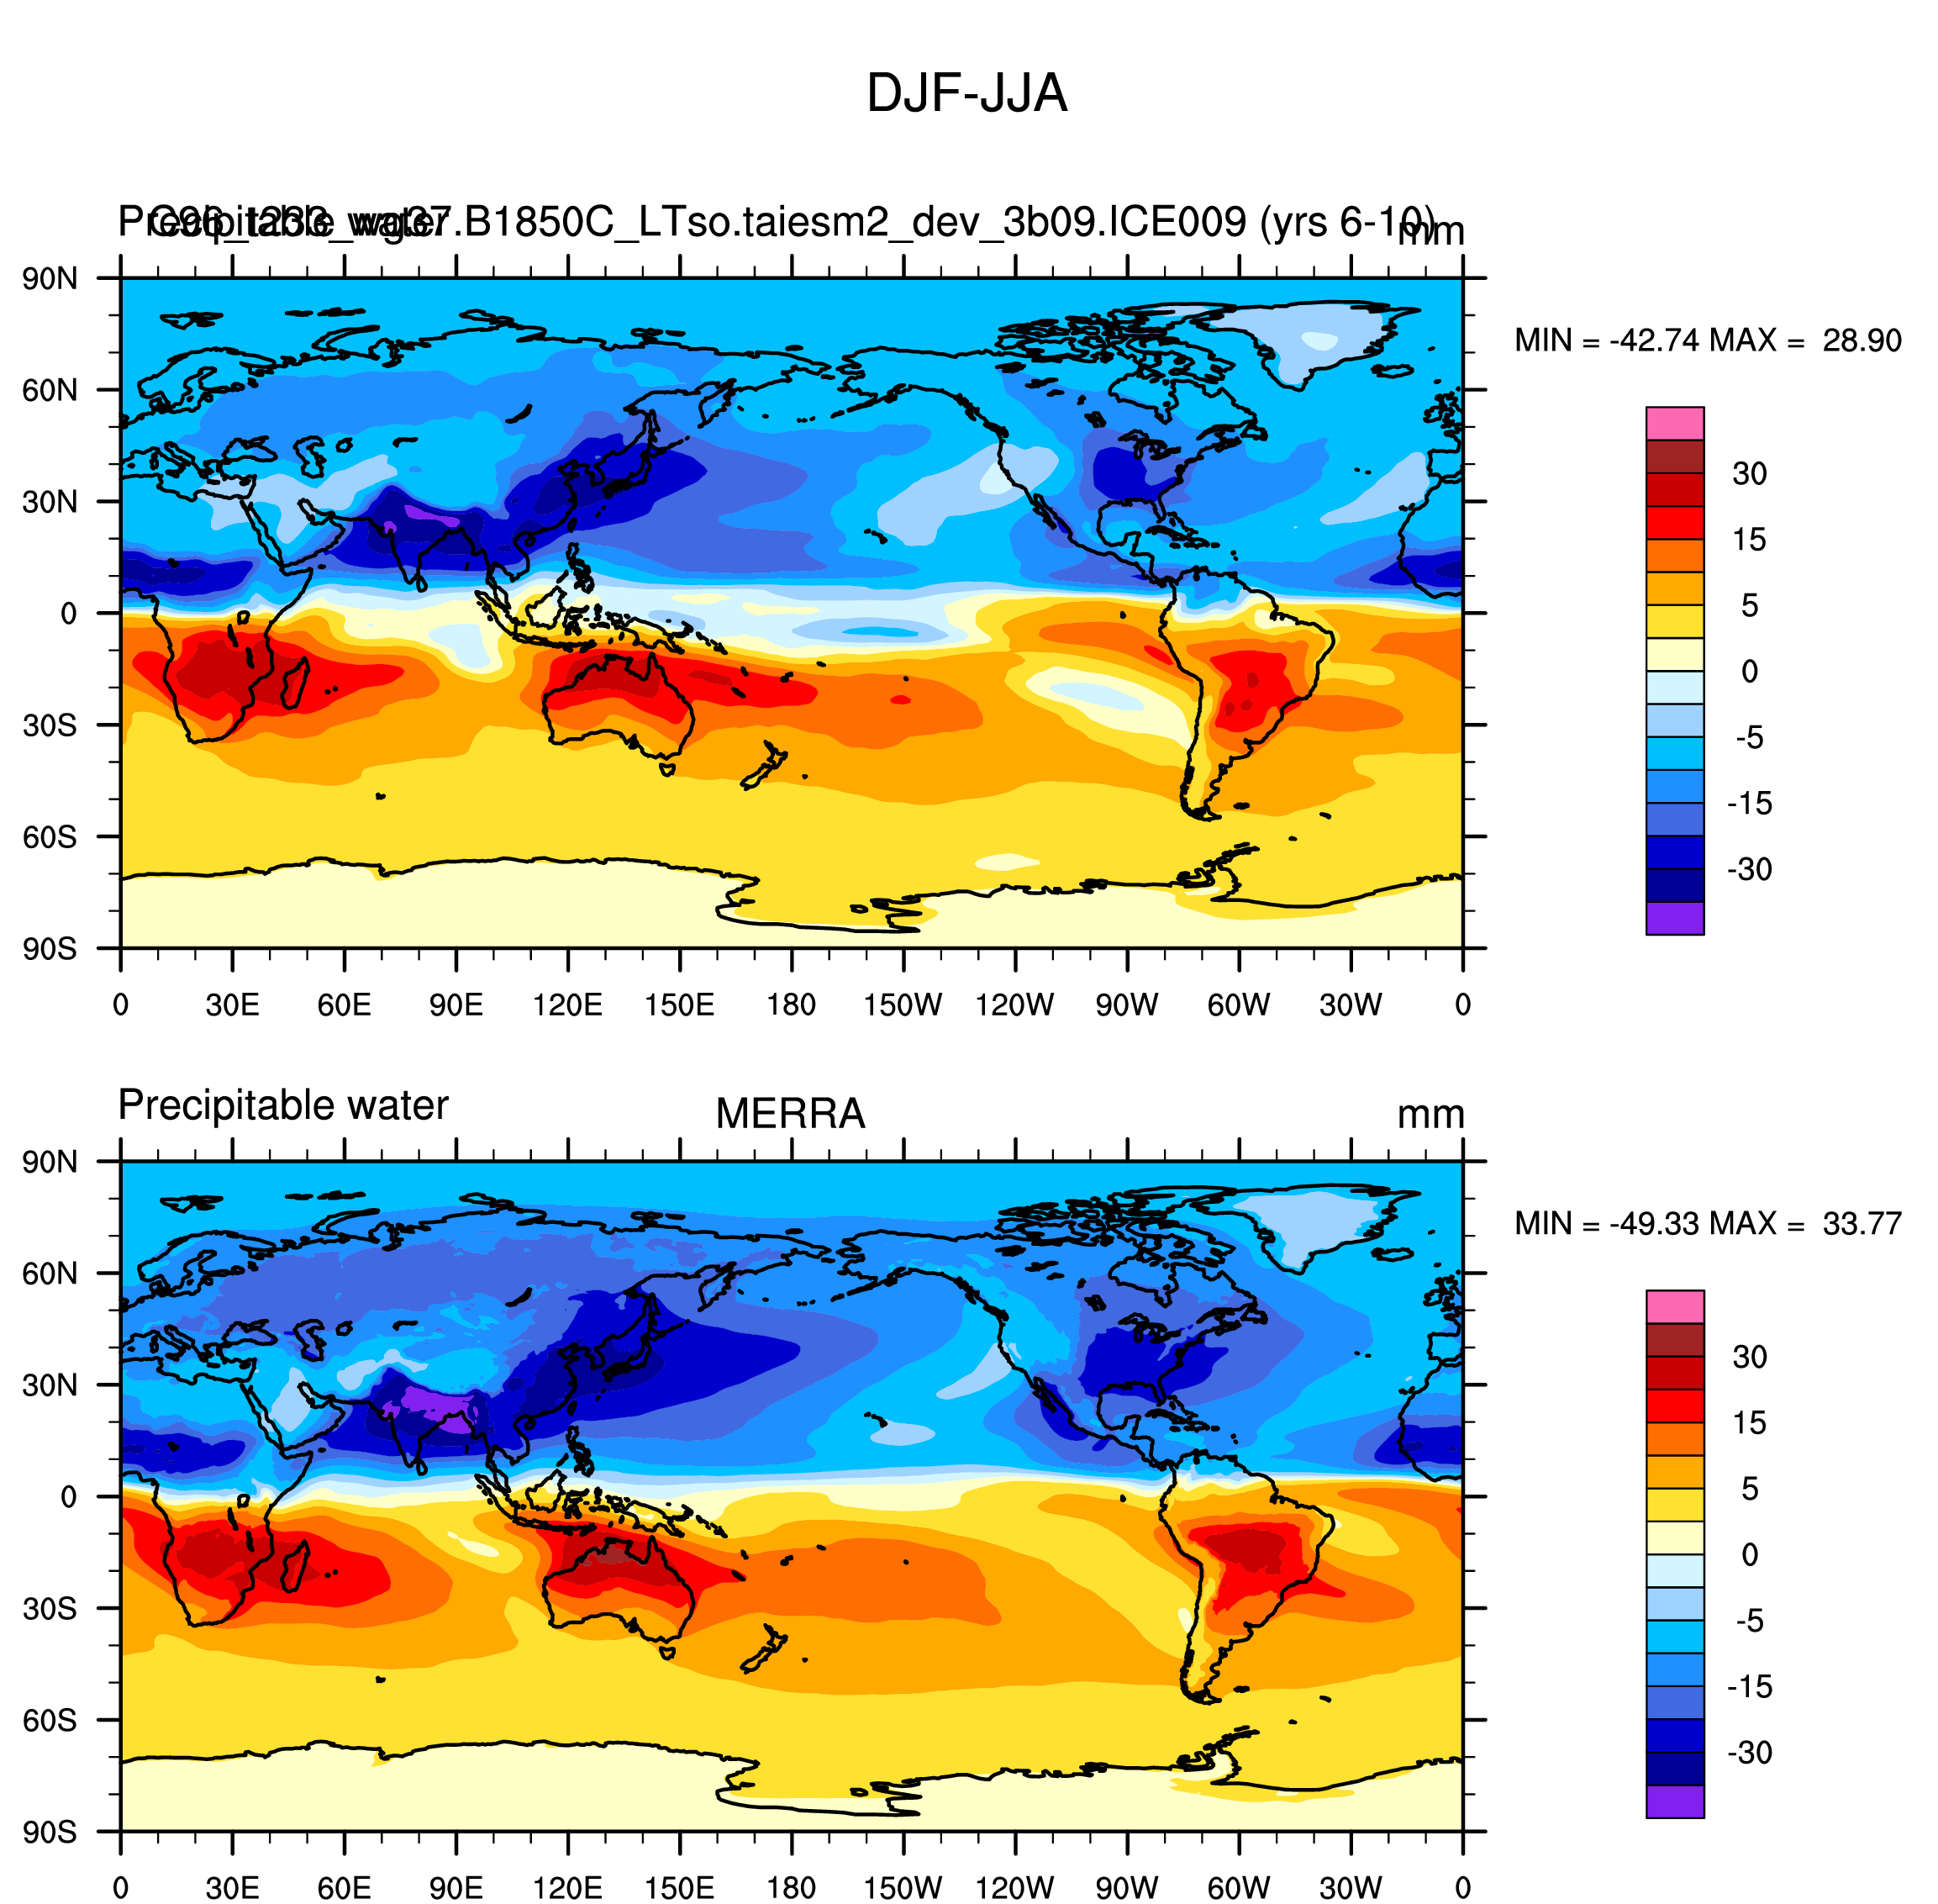 DJF-JJA
Precipitable water C96_t233_wg37.B1850C_LTso.taiesm2_dev_3b09.ICE009 (yrs 6-10) mm
MIN = -42.74 MAX = 28.90
90N
60N
30N
0
30S
60S
90S
0 30E 60E 90E 120E 150E 180 150W 120W 90W 60W 30W 0
30
15
5
0
-5
-15
-30
Precipitable water MERRA mm
MIN = -49.33 MAX = 33.77
90N
60N
30N
0
30S
60S
90S
0 30E 60E 90E 120E 150E 180 150W 120W 90W 60W 30W 0
30
15
5
0
-5
-15
-30